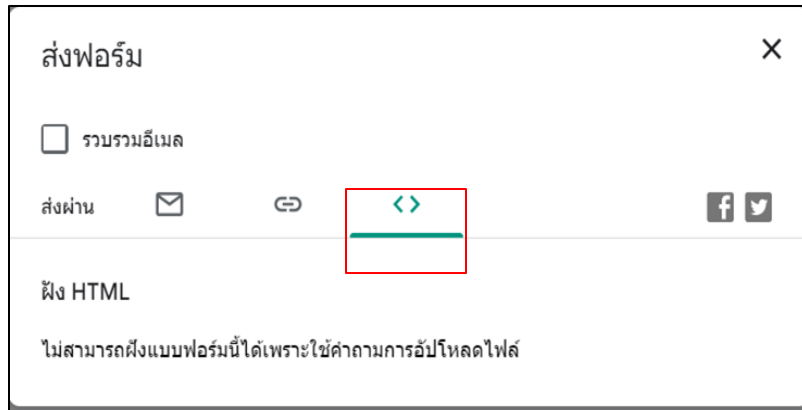 ส่งฟอร์ม
รวบรวมอีเมล
ส่งผ่าน
ฝัง HTML
ไม่สามารถฝังแบบฟอร์มนี้ได้เพราะใช้คำถามการอัปโหลดไฟล์